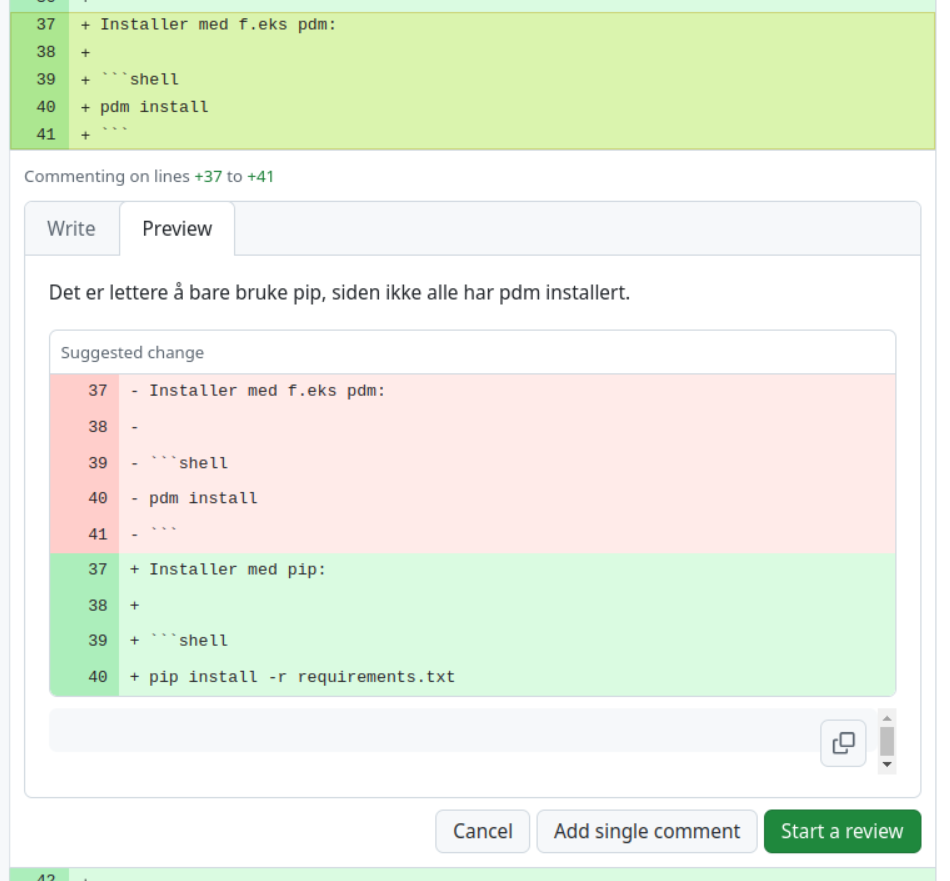 37 + Installer med f.eks pdm:
38 +
39 + ```shell
40 + pdm install
41 + ```
Commenting on lines +37 to +41
Write Preview
Det er lettere å bare bruke pip, siden ikke alle har pdm installert.
Suggested change
37 - Installer med f.eks pdm:
38 -
39 - ```shell
40 - pdm install
41 - ```
37 + Installer med pip:
38 +
39 + ```shell
40 + pip install -r requirements.txt
Cancel Add single comment Start a review
42 +